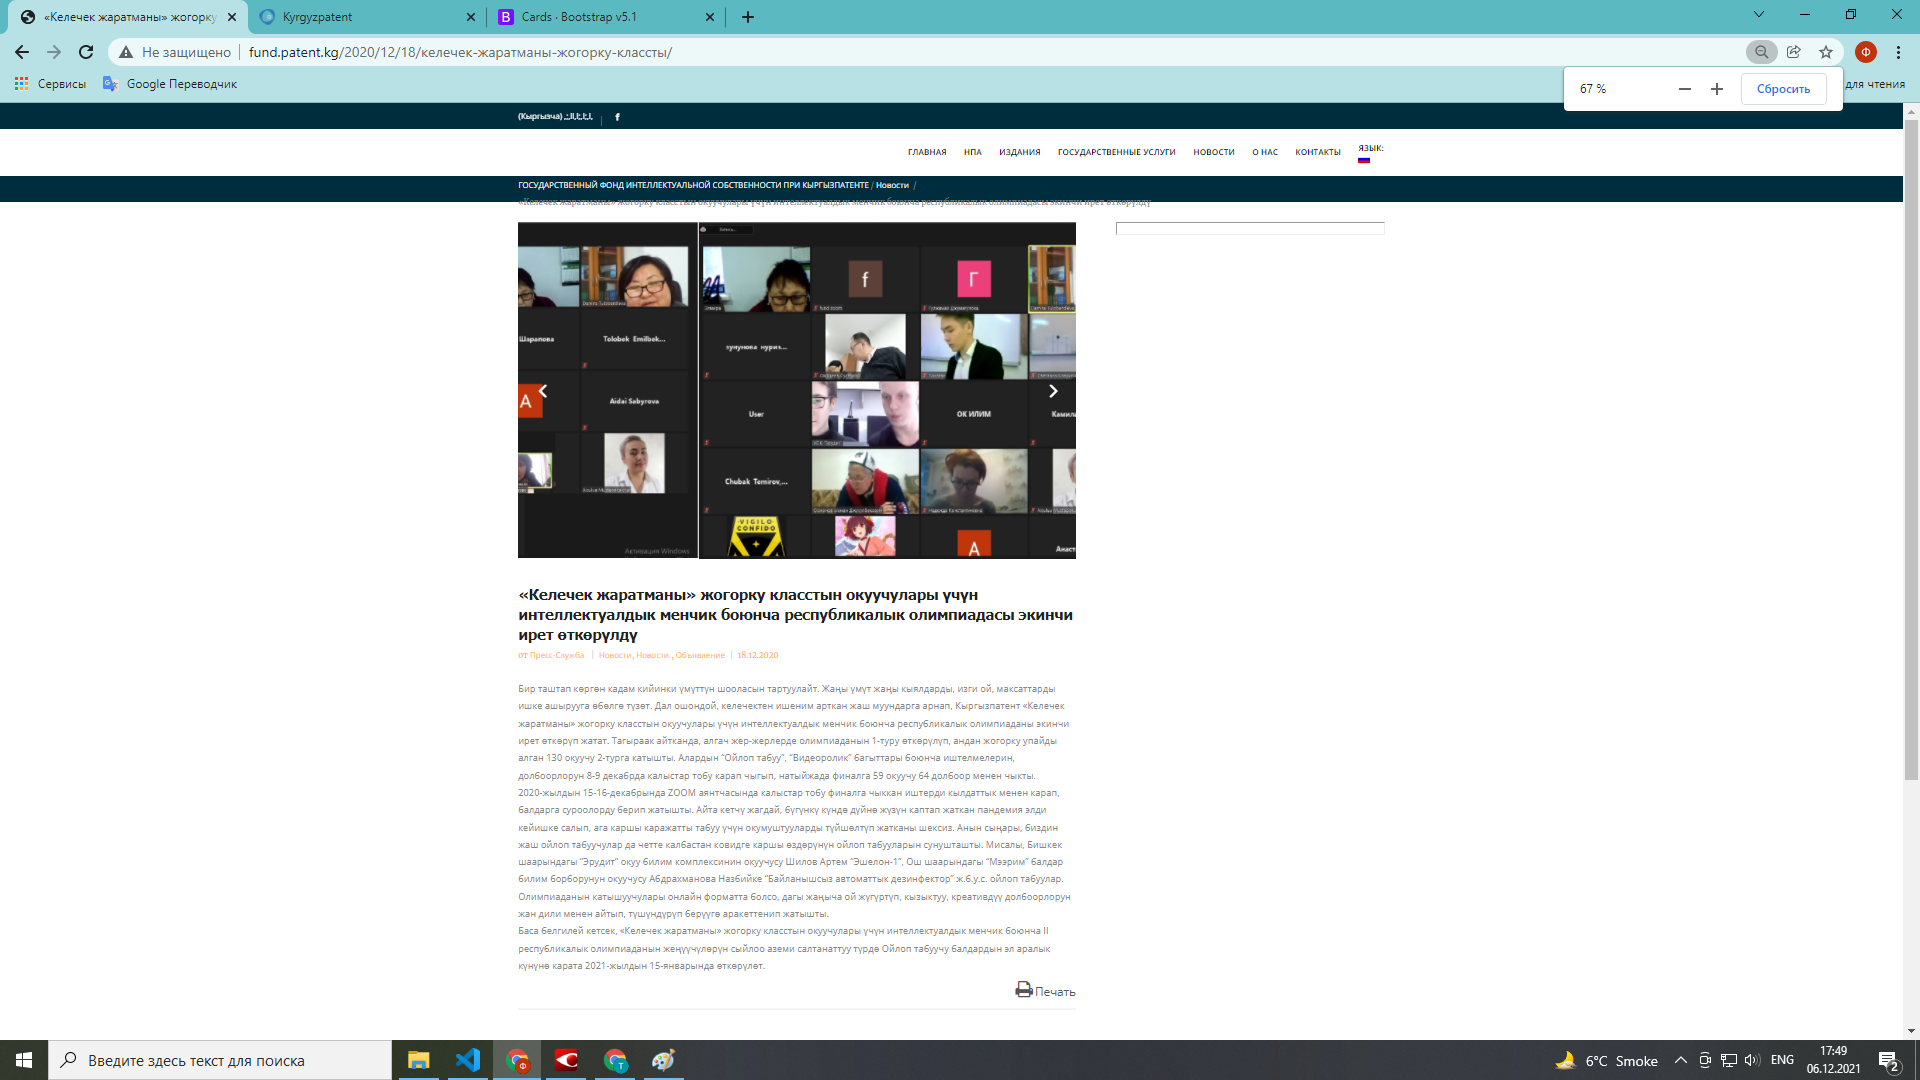 «Келечек жаратманы» жогорку
Kyrgyzpatent
Cards · Bootstrap v5.1
Не защищено
fund.patent.kg/2020/12/18/келечек-жаратманы-жогорку-классты/
Ф
Сервисы
Google Переводчик
для чтения
67 %
Сбросить
ГЛАВНАЯ
НПА
ИЗДАНИЯ
ГОСУДАРСТВЕННЫЕ УСЛУГИ
НОВОСТИ
О НАС
КОНТАКТЫ
ЯЗЫК:
ГОСУДАРСТВЕННЫЙ ФОНД ИНТЕЛЛЕКТУАЛЬНОЙ СОБСТВЕННОСТИ ПРИ КЫРГЫЗПАТЕНТЕ / Новости /
«Келечек жаратманы» жогорку класстын окуучулары үчүн интеллектуалдык менчик боюнча республикалык олимпиадасы экинчи ирет өткөрүлдү
f
Г
Шарапова
Tolobek Emilbek...
кунунова нуриз...
A
Aidai Sabyrova
User
ОК ИЛИМ
Камила
Chubak Temirov,...
VIGILO
CONFIDO
A
Анаст
Активация Windows
«Келечек жаратманы» жогорку класстын окуучулары үчүн
интеллектуалдык менчик боюнча республикалык олимпиадасы экинчи
ирет өткөрүлдү
от Пресс-Служба | Новости, Новости., Объявление | 18.12.2020
Бир таштап көргөн кадам кийинки үмүттүн шооласын тартуулайт. Жаңы үмүт жаңы кыялдарды, изги ой, максаттарды
ишке ашырууга өбөлгө түзөт. Дал ошондой, келечектен ишеним арткан жаш муундарга арнап, Кыргызпатент «Келечек
жаратманы» жогорку класстын окуучулары үчүн интеллектуалдык менчик боюнча республикалык олимпиаданы экинчи
ирет өткөрүп жатат. Тагыраак айтканда, алгач жер-жерлерде олимпиаданын 1-туру өткөрүлүп, андан жогорку упайды
алган 130 окуучу 2-турга катышты. Алардын “Ойлоп табуу”, “Видеоролик” багыттары боюнча иштелмелерин,
долбоорлорун 8-9 декабрда калыстар тобу карап чыгып, натыйжада финалга 59 окуучу 64 долбоор менен чыкты.
2020-жылдын 15-16-декабрында ZOOM аянтчасында калыстар тобу финалга чыккан иштерди кылдаттык менен карап,
балдарга суроолорду берип жатышты. Айта кетчү жагдай, бүгүнкү күндө дүйнө жүзүн каптап жаткан пандемия элди
кейишке салып, ага каршы каражатты табуу үчүн окумуштууларды түйшөлтүп жатканы шексиз. Анын сыңары, биздин
жаш ойлоп табуучулар да четте калбастан ковидге каршы өздөрүнүн ойлоп табууларын сунушташты. Мисалы, Бишкек
шаарындагы “Эрудит” окуу билим комплексинин окуучусу Шилов Артем “Эшелон-1”, Ош шаарындагы “Мээрим” балдар
билим борборунун окуучусу Абдрахманова Назбийке “Байланышсыз автоматтык дезинфектор” ж.б.у.с. ойлоп табуулар.
Олимпиаданын катышуучулары онлайн форматта болсо, дагы жаңыча ой жүгүртүп, кызыктуу, креативдүү долбоорлорун
жан дили менен айтып, түшүндүрүп берүүгө аракеттенип жатышты.
Баса белгилей кетсек, «Келечек жаратманы» жогорку класстын окуучулары үчүн интеллектуалдык менчик боюнча II
республикалык олимпиаданын жеңүүчүлөрүн сыйлоо аземи салтанаттуу түрдө Ойлоп табуучу балдардын эл аралык
күнүнө карата 2021-жылдын 15-январында өткөрүлөт.
Печать
Введите здесь текст для поиска
6°C Smoke
ENG
17:49
06.12.2021
2